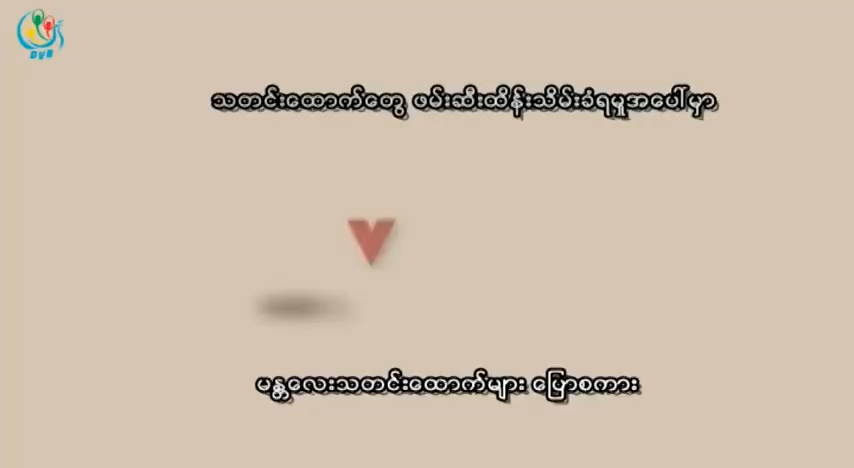 DVB
သတင်းထောက်တွေ ဖမ်းဆီးထိန်းသိမ်းခံရမှုအပေါ်မှာ
V
မန္တလေးသတင်းထောက်များ ပြောစကား